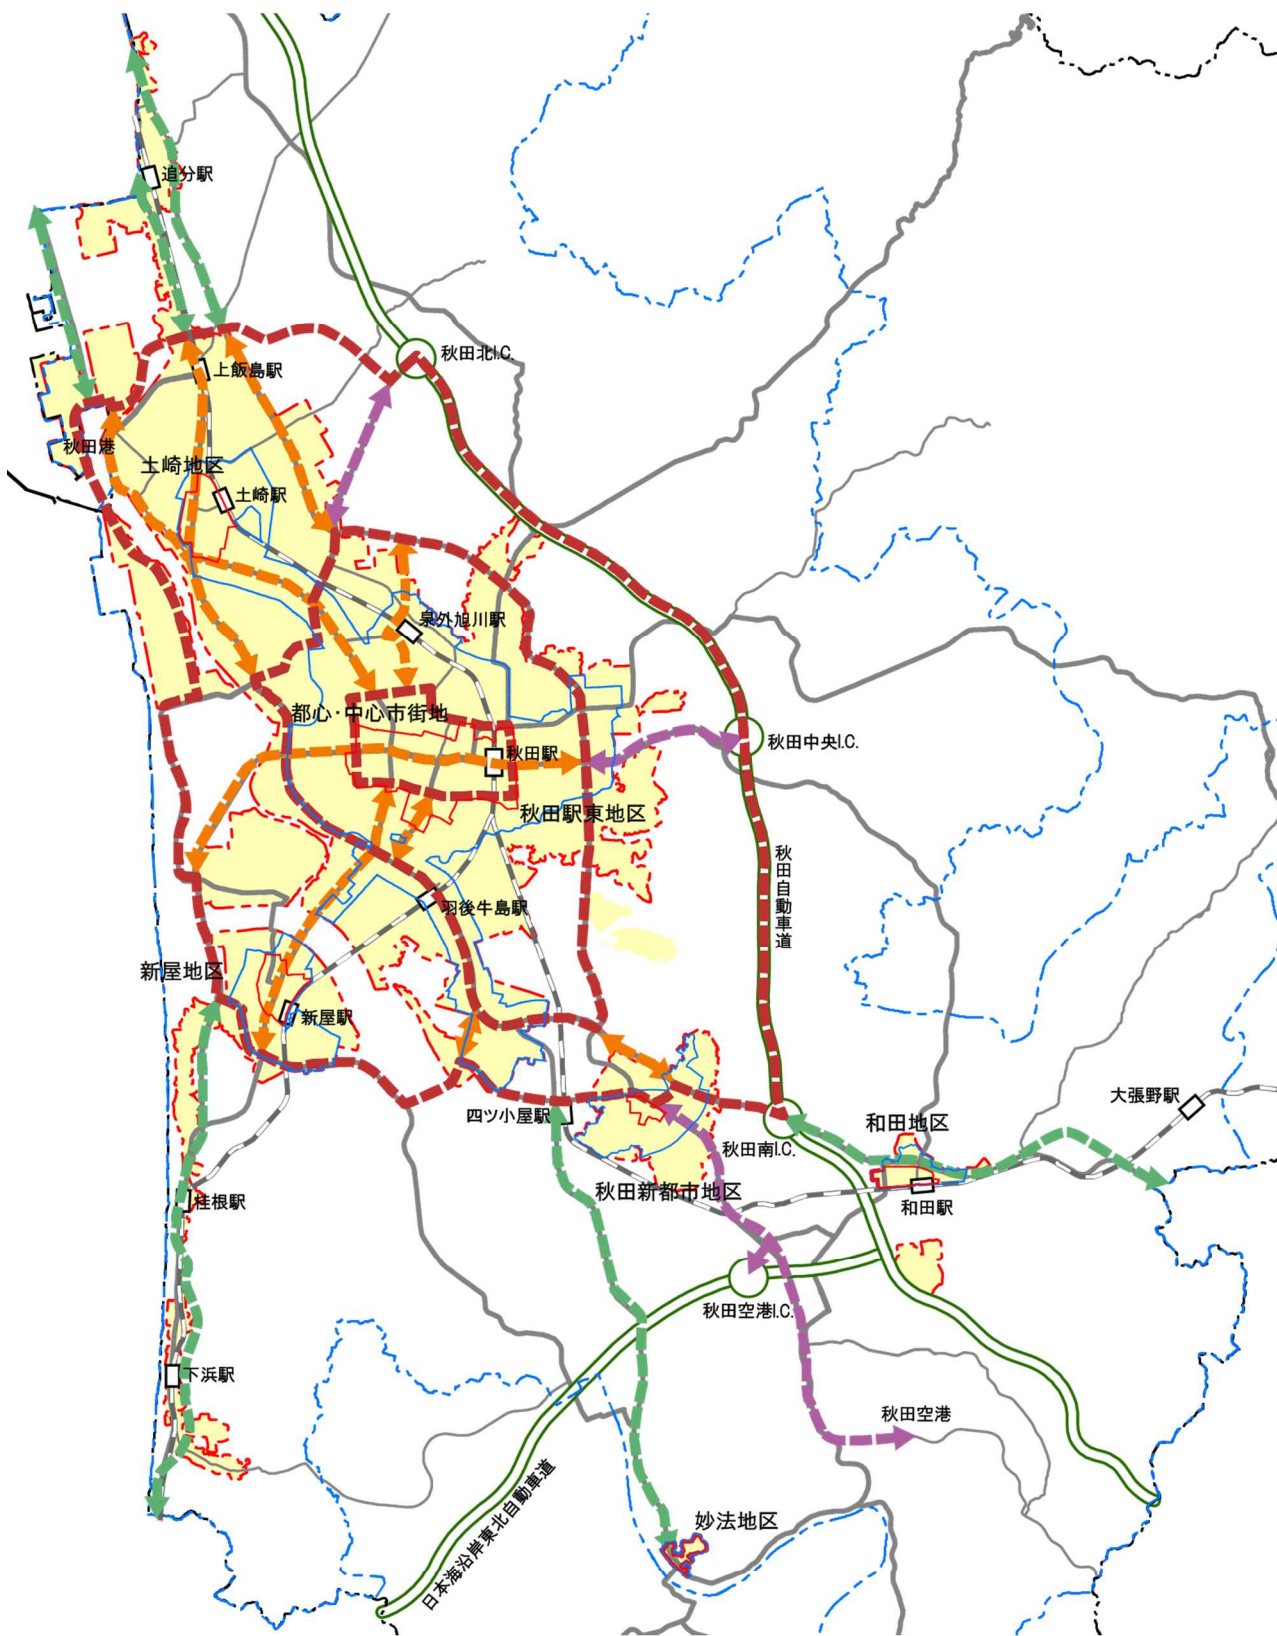 追分駅
秋田北I.C.
上飯島駅
秋田港
土崎地区
土崎駅
泉外旭川駅
都心・中心市街地
秋田中央I.C.
秋田駅
秋田駅東地区
秋田自動車道
羽後牛島駅
新屋地区
新屋駅
大張野駅
四ツ小屋駅
和田地区
秋田南I.C.
秋田新都市地区
桂根駅
和田駅
秋田空港I.C.
下浜駅
秋田空港
日本海沿岸東北自動車道
妙法地区